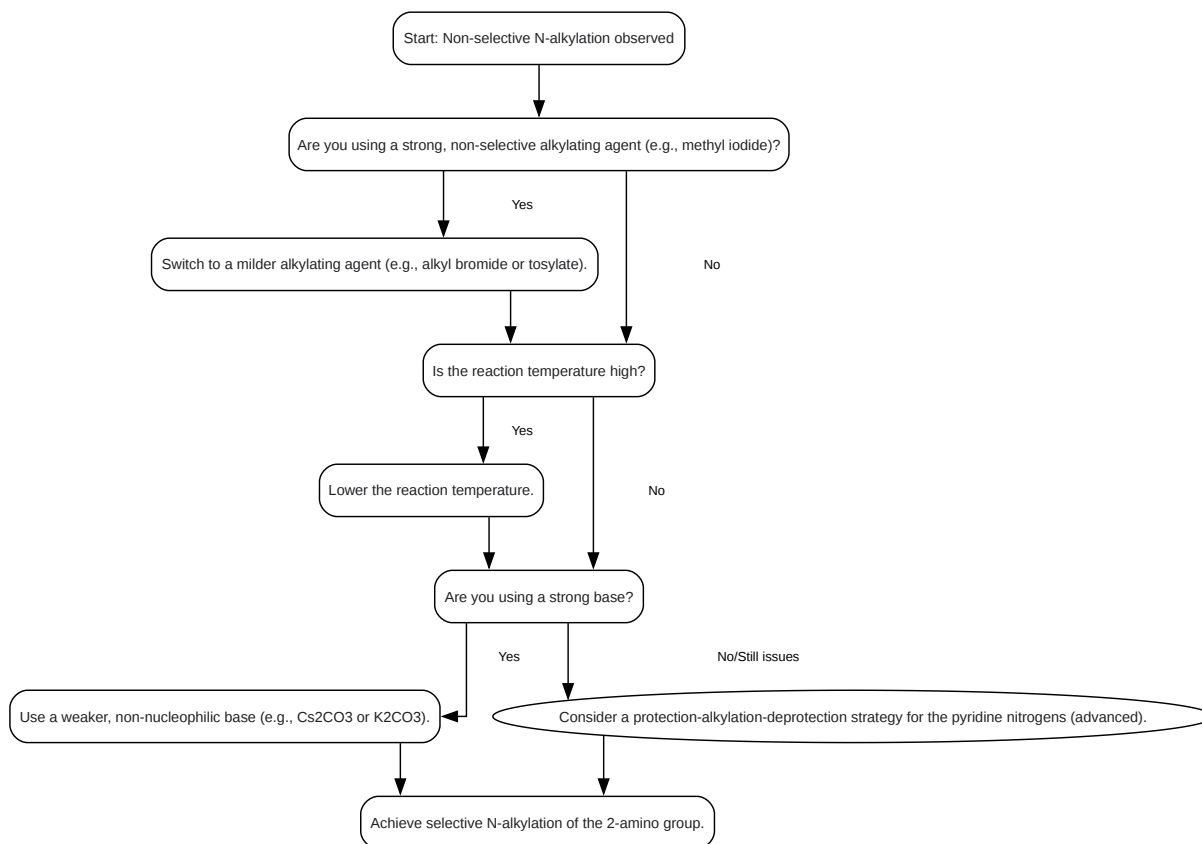 Start: Non-selective N-alkylation observed
Are you using a strong, non-selective alkylating agent (e.g., methyl iodide)?
Yes
Switch to a milder alkylating agent (e.g., alkyl bromide or tosylate).
No
Is the reaction temperature high?
Yes
Lower the reaction temperature.
No
Are you using a strong base?
Yes
No/Still issues
Use a weaker, non-nucleophilic base (e.g., Cs2CO3 or K2CO3).
Consider a protection-alkylation-deprotection strategy for the pyridine nitrogens (advanced).
Achieve selective N-alkylation of the 2-amino group.